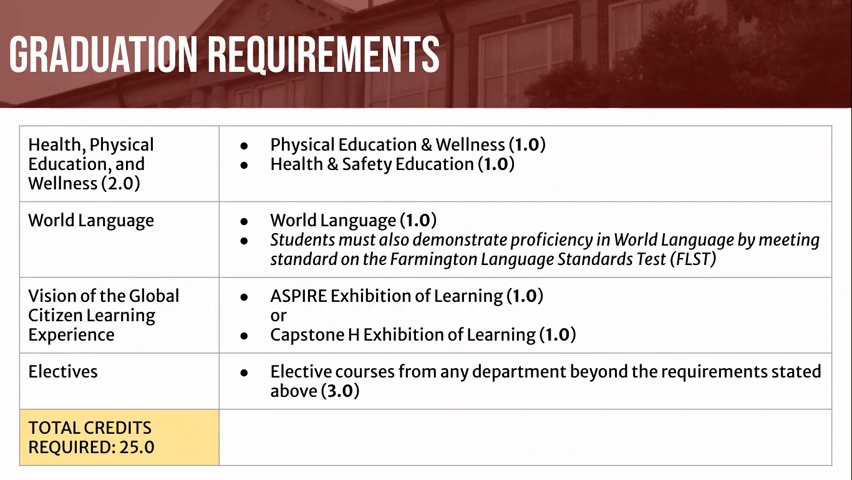 GRADUATION REQUIREMENTS
Health, Physical
Education, and
Wellness (2.0)
● Physical Education & Wellness (1.0)
● Health & Safety Education (1.0)
World Language
● World Language (1.0)
● Students must also demonstrate proficiency in World Language by meeting
standard on the Farmington Language Standards Test (FLST)
Vision of the Global
Citizen Learning
Experience
● ASPIRE Exhibition of Learning (1.0)
or
● Capstone H Exhibition of Learning (1.0)
Electives
● Elective courses from any department beyond the requirements stated
above (3.0)
TOTAL CREDITS
REQUIRED: 25.0